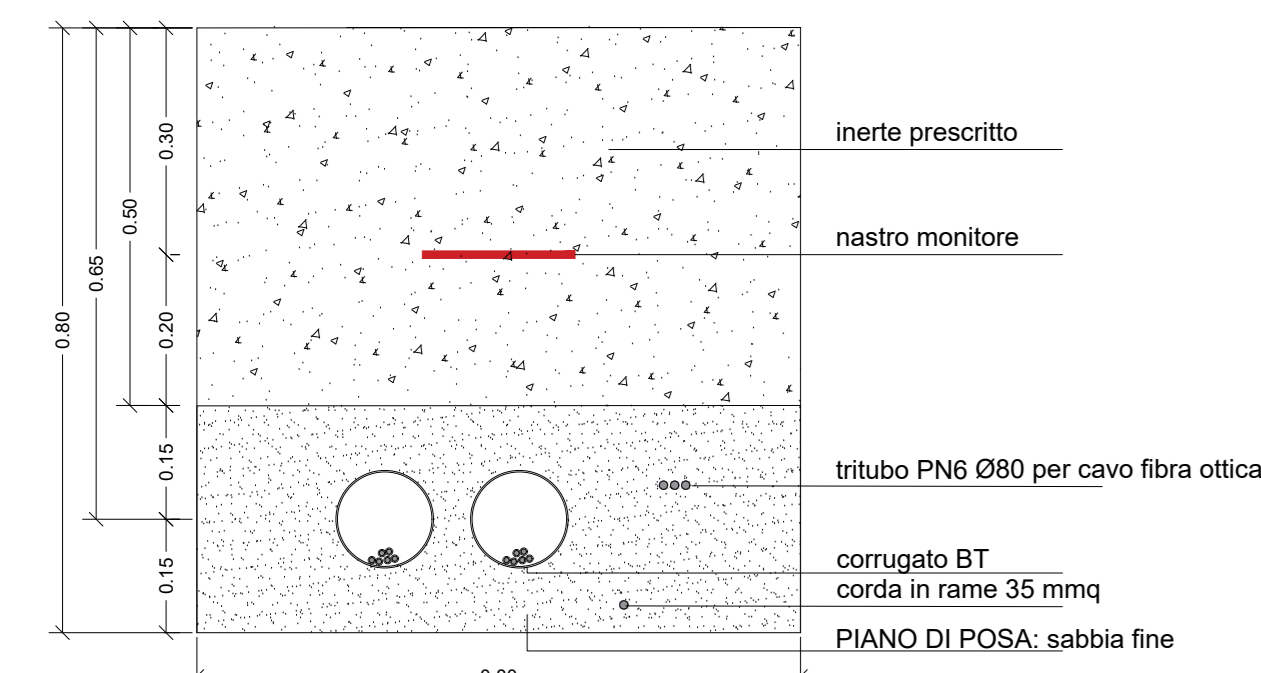 0.80
0.65
0.50
0.30
0.20
0.15
0.15
inerte prescritto
nastro monitore
tritubo PN6 Ø80 per cavo fibra ottica
corrugato BT
corda in rame 35 mmq
PIANO DI POSA: sabbia fine